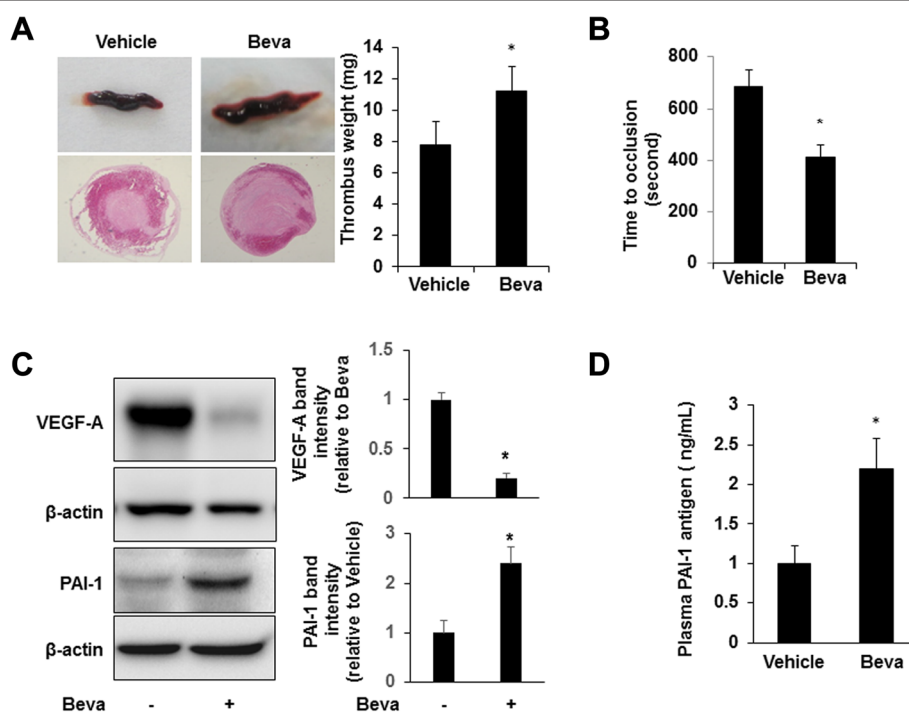 A
Vehicle
Beva
Thrombus weight (mg)
14
12
10
8
6
4
2
0
*
Vehicle
Beva
B
Time to occlusion
(second)
800
600
400
200
0
*
Vehicle
Beva
C
VEGF-A
β-actin
PAI-1
β-actin
Beva
-
+
VEGF-A band
intensity
(relative to Beva
1.5
1
0.5
0
*
PAI-1 band
intensity
(relative to Vehicle)
3
2
1
0
*
Beva
-
+
D
Plasma PAI-1 antigen ( ng/mL)
3
2.5
2
1.5
1
0.5
0
*
Vehicle
Beva